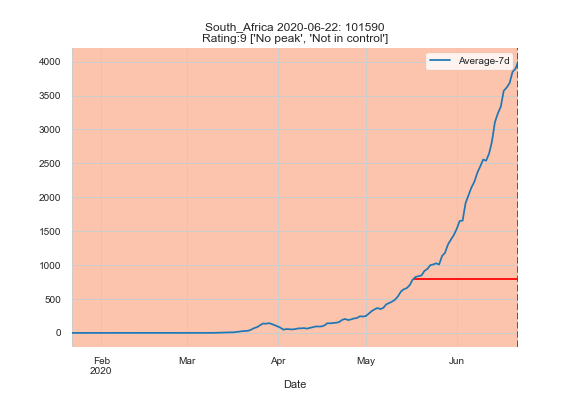 South_Africa 2020-06-22: 101590
Rating:9 ['No peak', 'Not in control']
Average-7d
4000
3500
3000
2500
2000
1500
1000
500
0
Feb
2020
Mar
Apr
May
Jun
Date